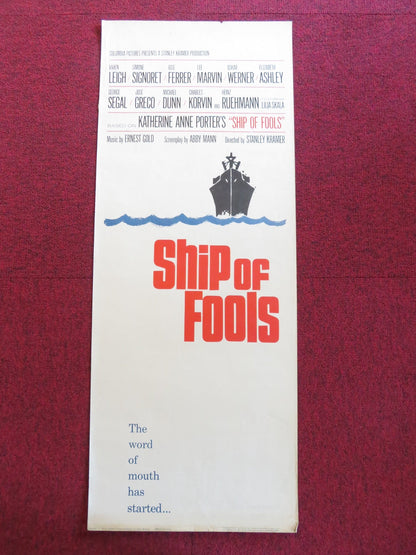 COLUMBIA PICTURES PRESENTS A STANLEY KRAMER PRODUCTION
VIVIEN LEIGH SIMONE SIGNORET JOSE FERRER LEE MARVIN OSKAR WERNER ELIZABETH ASHLEY
GEORGE SEGAL JOSE GRECO MICHAEL DUNN CHARLES KORVIN AND HEINZ RUEHMANN LILIA SKALA
BASED ON KATHERINE ANNE PORTER'S "SHIP OF FOOLS"
Music by ERNEST GOLD Screenplay by ABBY MANN Directed by STANLEY KRAMER
Ship of
Fools
The
word
of
mouth
has
started...